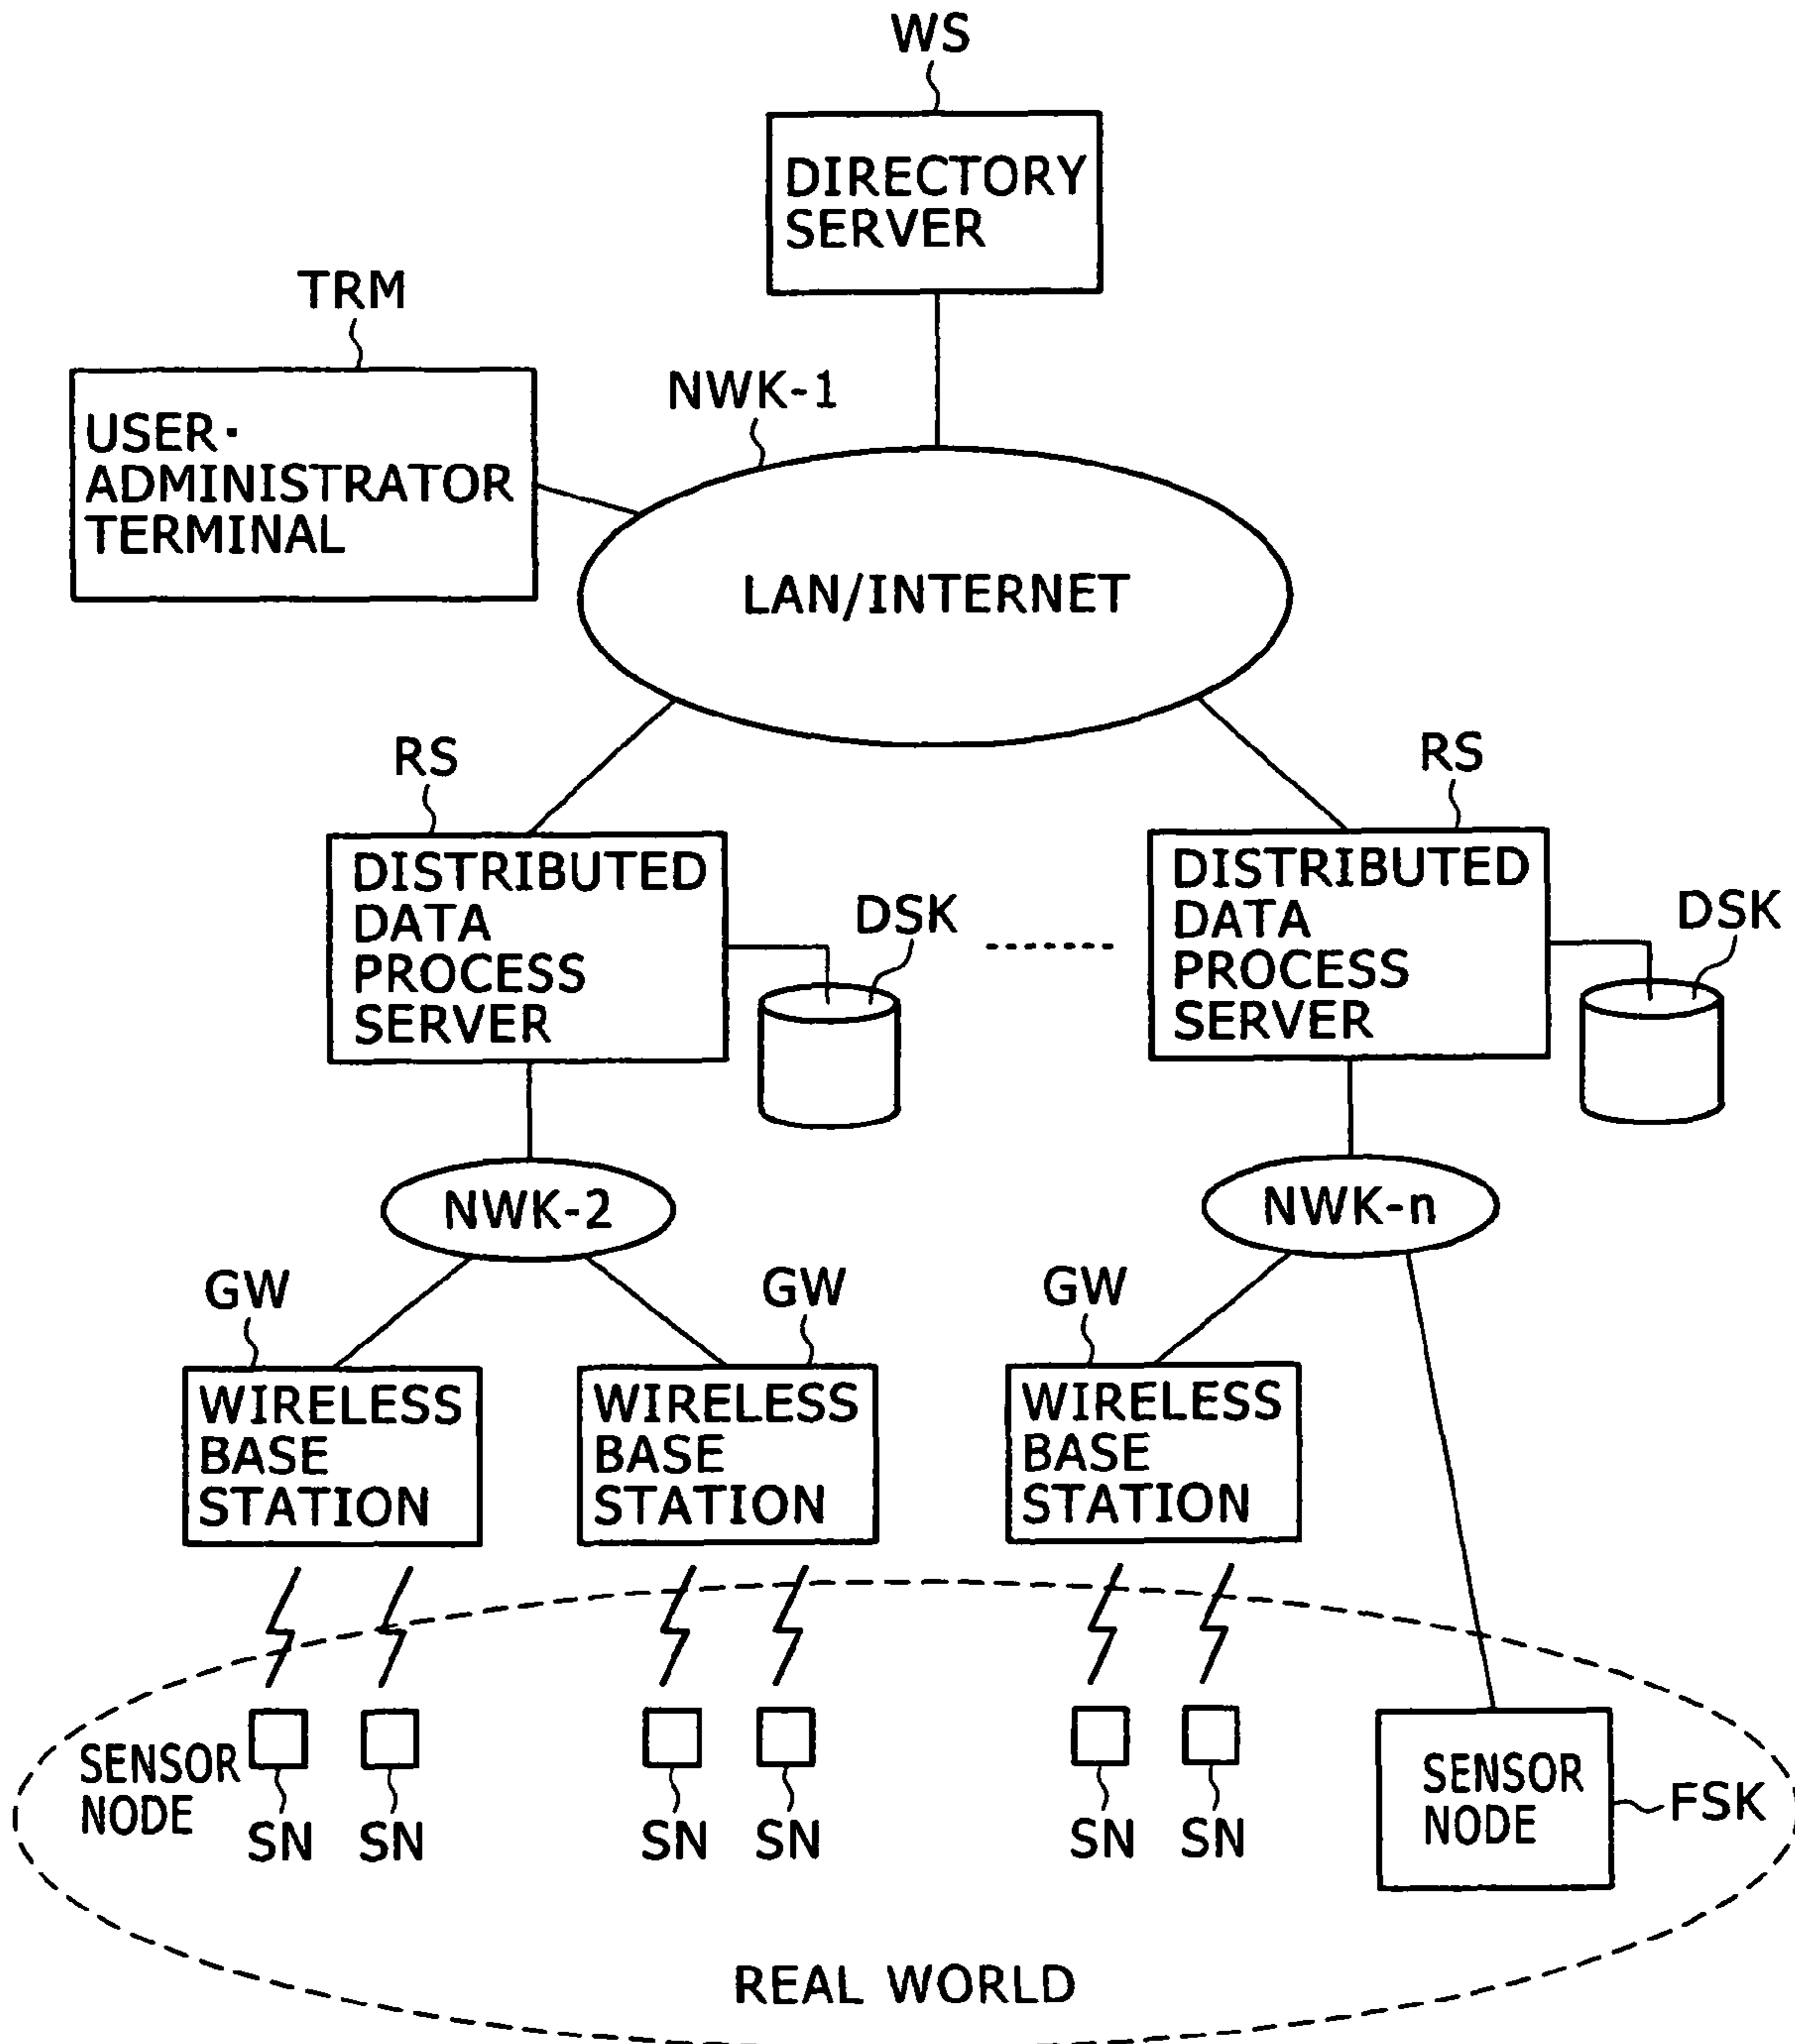 WS
DIRECTORY
SERVER
TRM
USER·
ADMINISTRATOR
TERMINAL
NWK-1
LAN/INTERNET
RS
RS
DISTRIBUTED
DATA
PROCESS
SERVER
DSK
DISTRIBUTED
DATA
PROCESS
SERVER
DSK
NWK-2
NWK-n
GW
GW
GW
WIRELESS
BASE
STATION
WIRELESS
BASE
STATION
WIRELESS
BASE
STATION
SENSOR
NODE
SN
SN
SN
SN
SN
SN
SENSOR
NODE
FSK
REAL WORLD